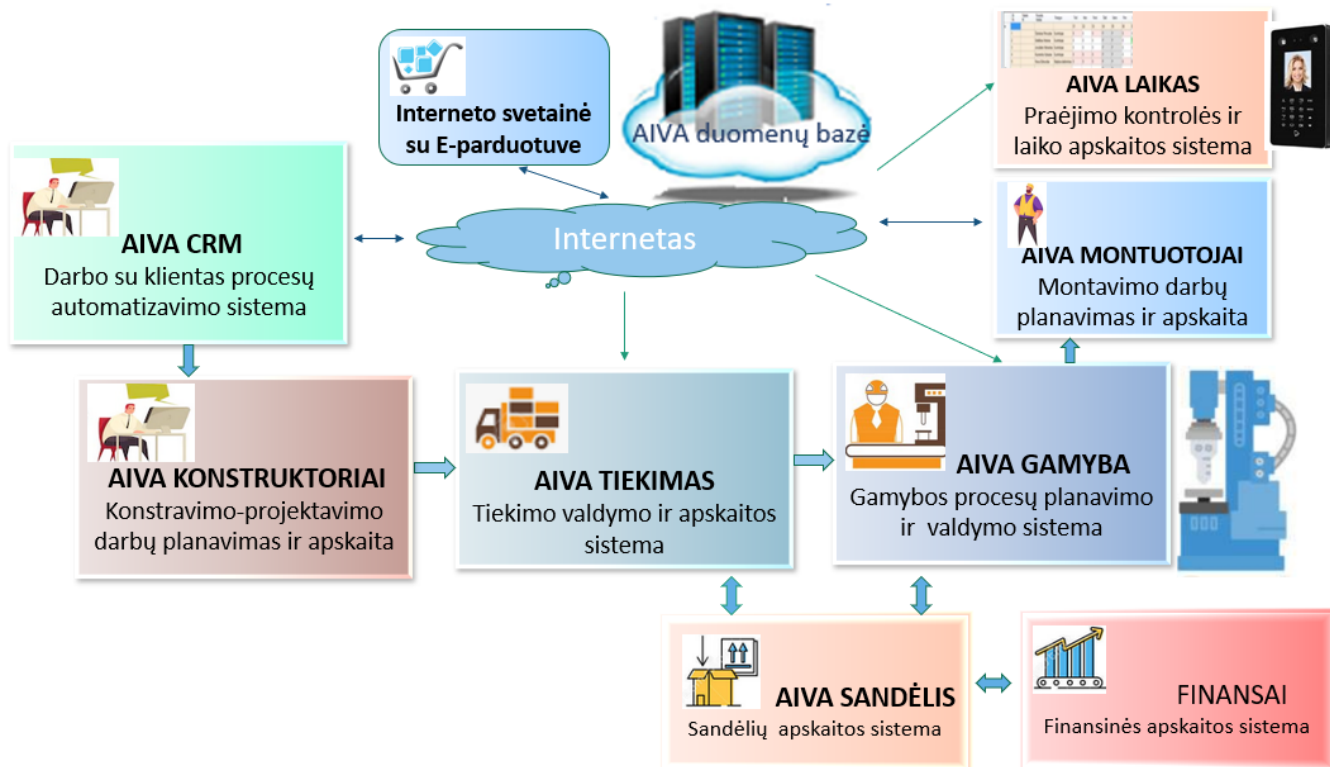 Interneto svetainė
su E-parduotuve
AIVA duomenų bazė
AIVA LAIKAS
Praėjimo kontrolės ir
laiko apskaitos sistema
Internetas
AIVA CRM
Darbo su klientas procesų
automatizavimo sistema
AIVA MONTUOTOJAI
Montavimo darbų
planavimas ir apskaita
AIVA KONSTRUKTORIAI
Konstravimo-projektavimo
darbų planavimas ir apskaita
AIVA TIEKIMAS
Tiekimo valdymo ir apskaitos
sistema
AIVA GAMYBA
Gamybos procesų planavimo
ir valdymo sistema
AIVA SANDĖLIS
Sandėlių apskaitos sistema
FINANSAI
Finansinės apskaitos sistema